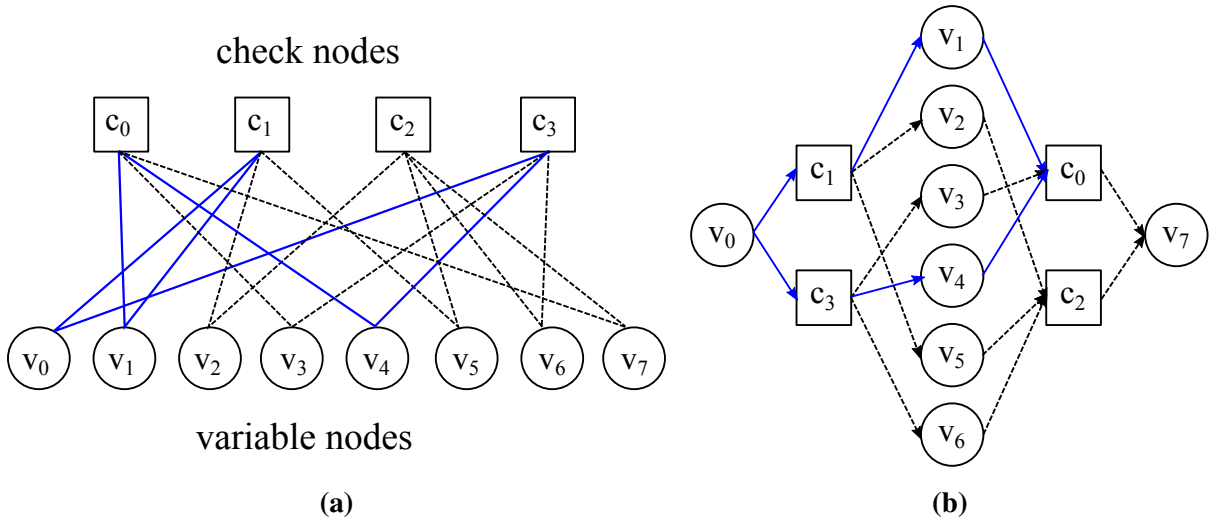 check nodes
c0 c1 c2 c3
v0 v1 v2 v3 v4 v5 v6 v7
variable nodes
(a)
v1
v2
c1 c0
v3
v0 v7
v4
c3 c2
v5
v6
(b)